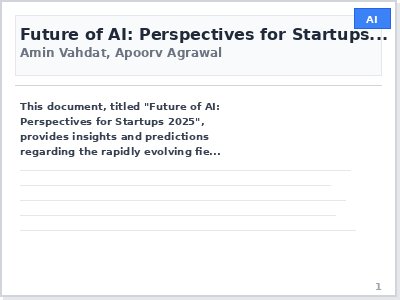 AI
Future of AI: Perspectives for Startups...
Amin Vahdat, Apoorv Agrawal
This document, titled "Future of AI:
Perspectives for Startups 2025",
provides insights and predictions
regarding the rapidly evolving fie...
1